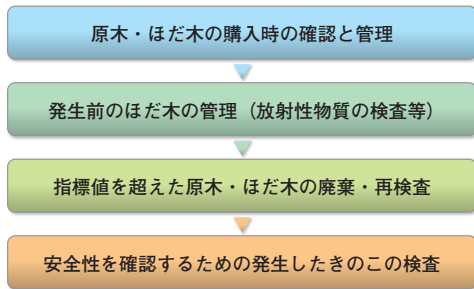 原木・ほだ木の購入時の確認と管理
発生前のほだ木の管理（放射性物質の検査等）
指標値を超えた原木・ほだ木の廃棄・再検査
安全性を確認するための発生したきのこの検査